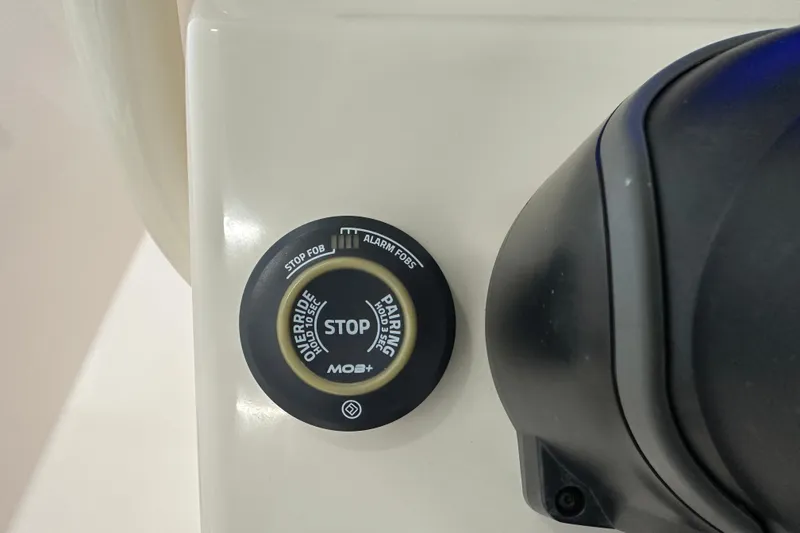 STOP FOB
ALARM FOBS
OVERRIDE
HOLD 10 SEC
STOP
PAIRING
HOLD 3 SEC
MOB+